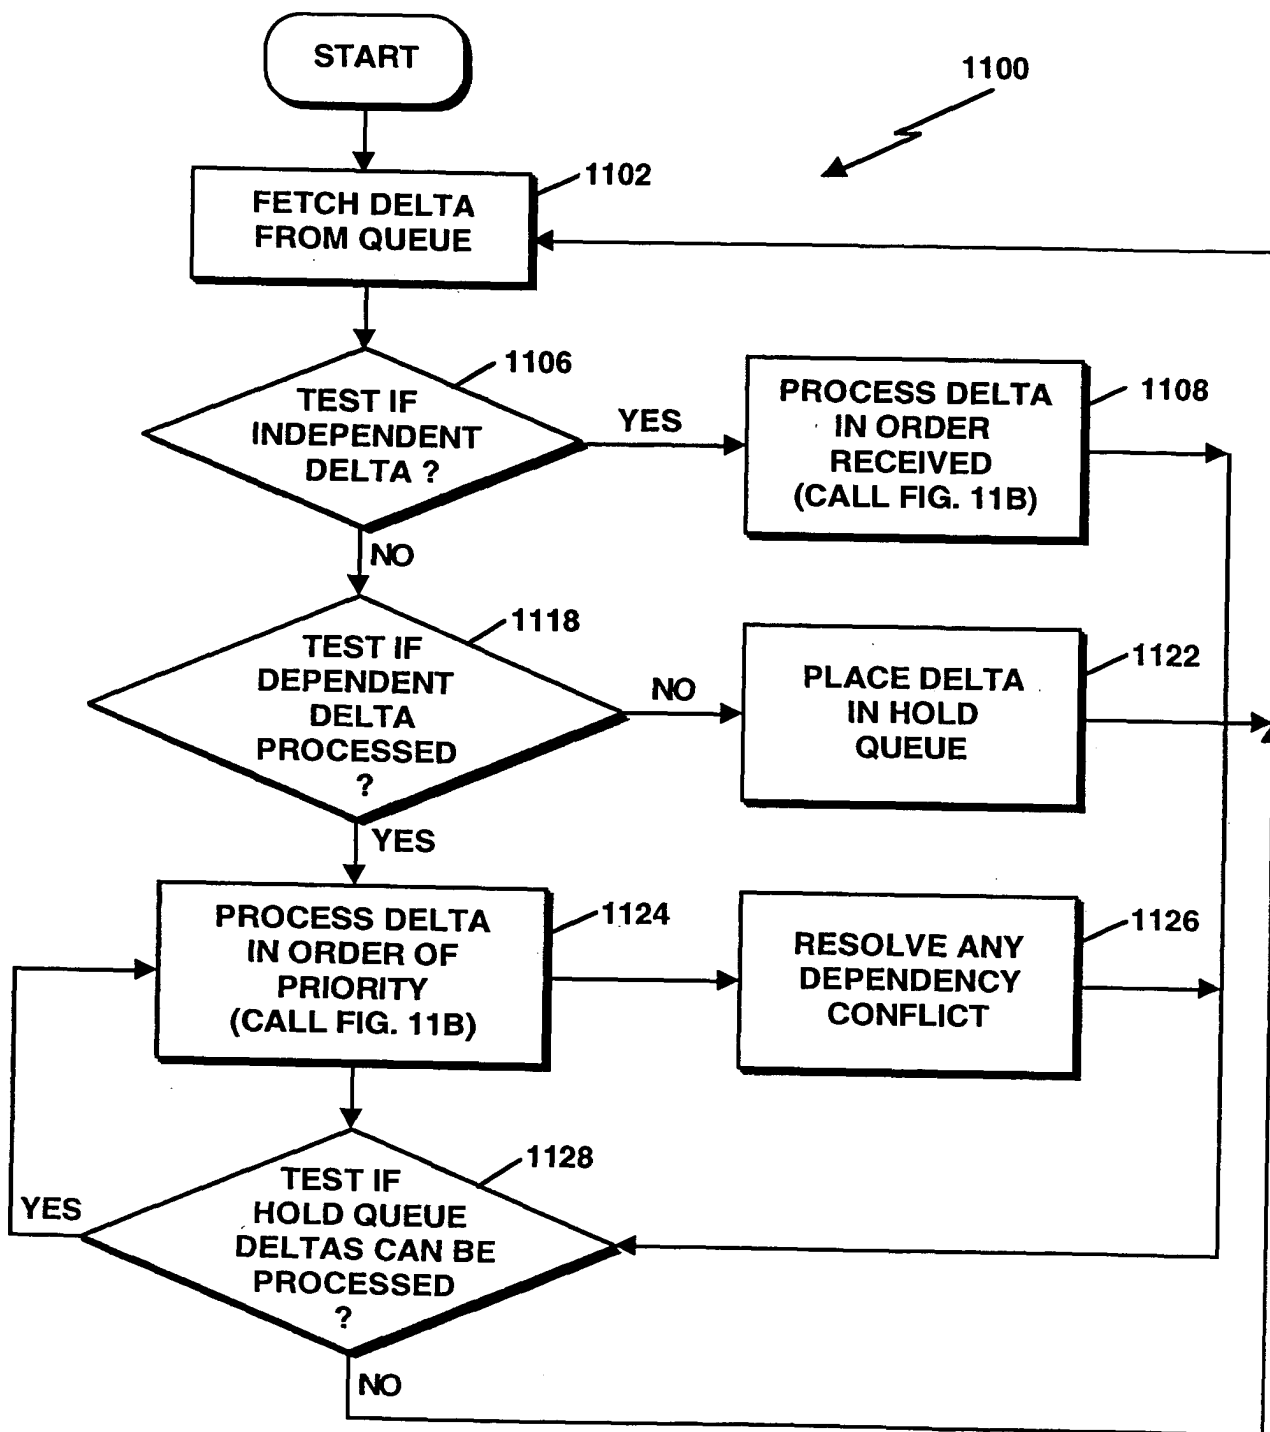 START
1100
1102
FETCH DELTA
FROM QUEUE
1106
TEST IF
INDEPENDENT
DELTA ?
YES
PROCESS DELTA
IN ORDER
RECEIVED
(CALL FIG. 11B)
1108
NO
1118
TEST IF
DEPENDENT
DELTA
PROCESSED
?
NO
PLACE DELTA
IN HOLD
QUEUE
1122
YES
PROCESS DELTA
IN ORDER OF
PRIORITY
(CALL FIG. 11B)
1124
RESOLVE ANY
DEPENDENCY
CONFLICT
1126
1128
TEST IF
HOLD QUEUE
DELTAS CAN BE
PROCESSED
?
YES
NO